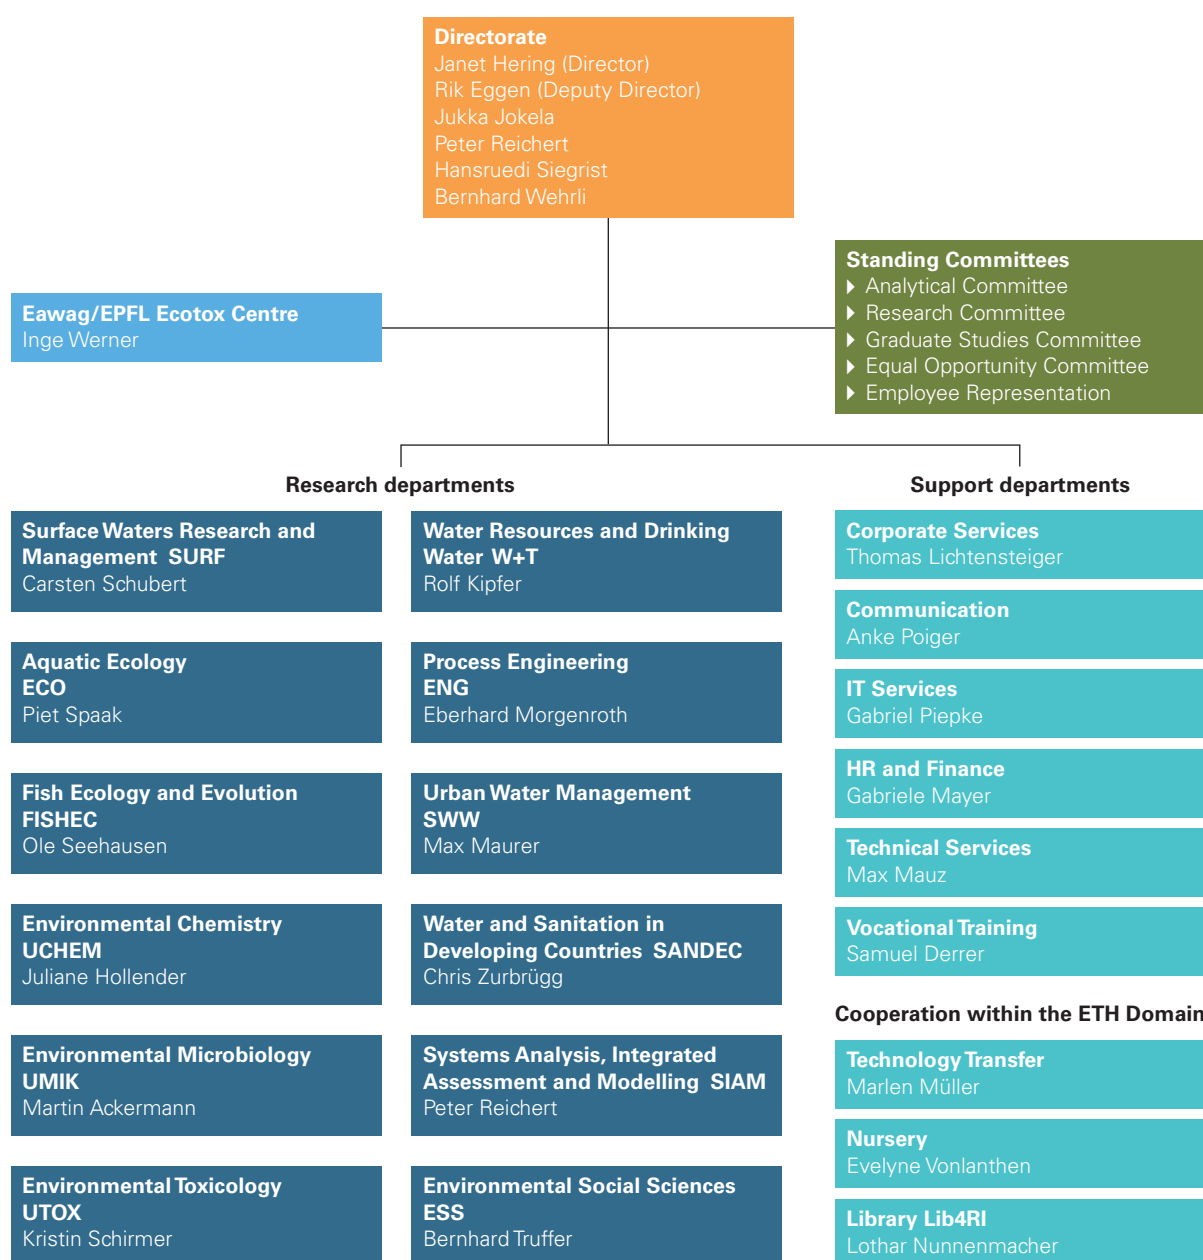 Directorate
Janet Hering (Director)
Rik Eggen (Deputy Director)
Jukka Jokela
Peter Reichert
Hansruedi Siegrist
Bernhard Wehrli
Eawag/EPFL Ecotox Centre
Inge Werner
Standing Committees
Analytical Committee
Research Committee
Graduate Studies Committee
Equal Opportunity Committee
Employee Representation
Research departments
Surface Waters Research and
Management SURF
Carsten Schubert
Aquatic Ecology
ECO
Piet Spaak
Fish Ecology and Evolution
FISHEC
Ole Seehausen
Environmental Chemistry
UCHEM
Juliane Hollender
Environmental Microbiology
UMIK
Martin Ackermann
Environmental Toxicology
UTOX
Kristin Schirmer
Water Resources and Drinking
Water W+T
Rolf Kipfer
Process Engineering
ENG
Eberhard Morgenroth
Urban Water Management
SWW
Max Maurer
Water and Sanitation in
Developing Countries SANDEC
Chris Zurbrügg
Systems Analysis, Integrated
Assessment and Modelling SIAM
Peter Reichert
Environmental Social Sciences
ESS
Bernhard Truffer
Support departments
Corporate Services
Thomas Lichtensteiger
Communication
Anke Poiger
IT Services
Gabriel Piepke
HR and Finance
Gabriele Mayer
Technical Services
Max Mauz
Vocational Training
Samuel Derrer
Cooperation within the ETH Domain
Technology Transfer
Marlen Müller
Nursery
Evelyne Vonlanthen
Library Lib4RI
Lothar Nunnenmacher